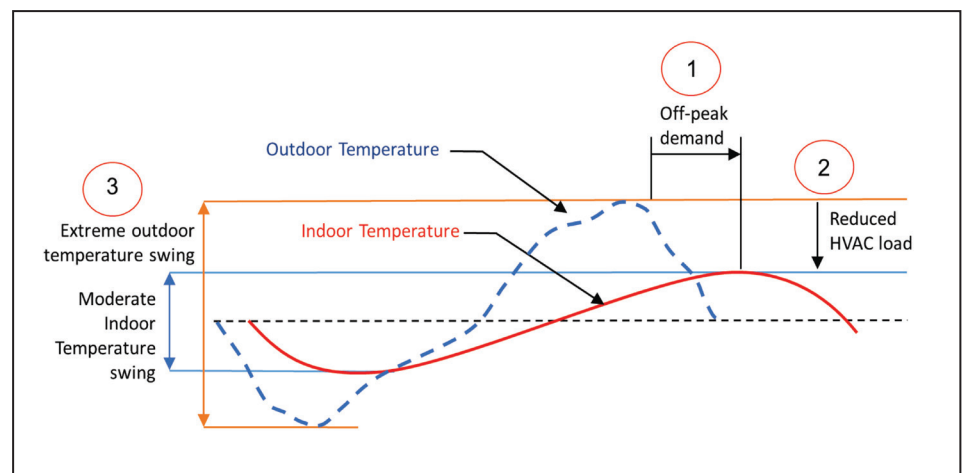 1
Off-peak
demand
Outdoor Temperature
2
3
Extreme outdoor
temperature swing
Indoor Temperature
Reduced
HVAC load
Moderate
Indoor
Temperature
swing